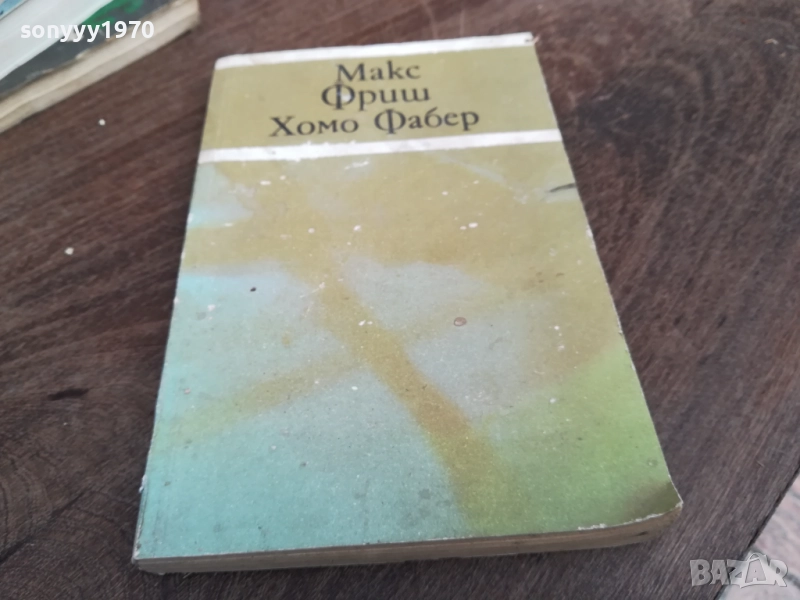 sonyyy1970
Макс
Фриш
Хомо Фабер
BAZAR